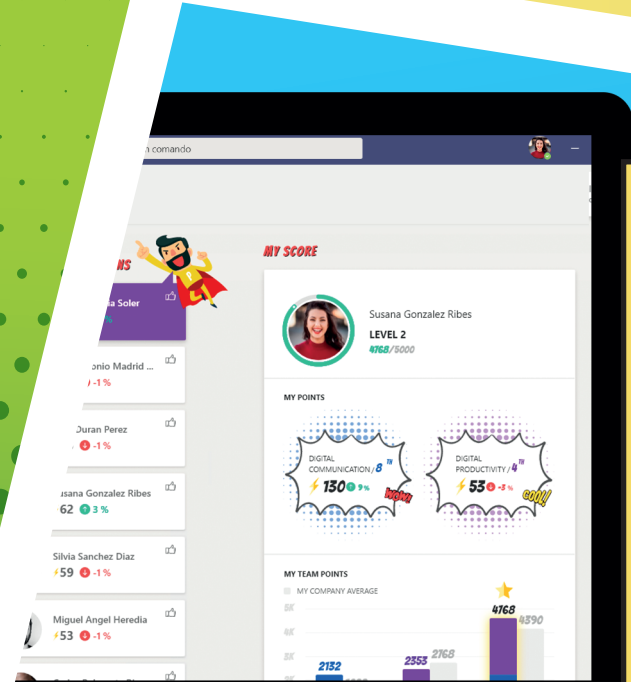 comando
NS
MY SCORE
Soler
Susana Gonzalez Ribes
LEVEL 2
4768/5000
Madrid ...
-1 %
MY POINTS
Duran Perez
-1 %
DIGITAL
COMMUNICATION / 8 TH
130 9 %
WOW!
DIGITAL
PRODUCTIVITY / 4 TH
53 -3 %
COOL!
Gonzalez Ribes
62 3 %
Silvia Sanchez Diaz
59 -1 %
MY TEAM POINTS
MY COMPANY AVERAGE
Miguel Angel Heredia
53 -1 %
5K
4K
3K
2132
2353
2768
4768
4390